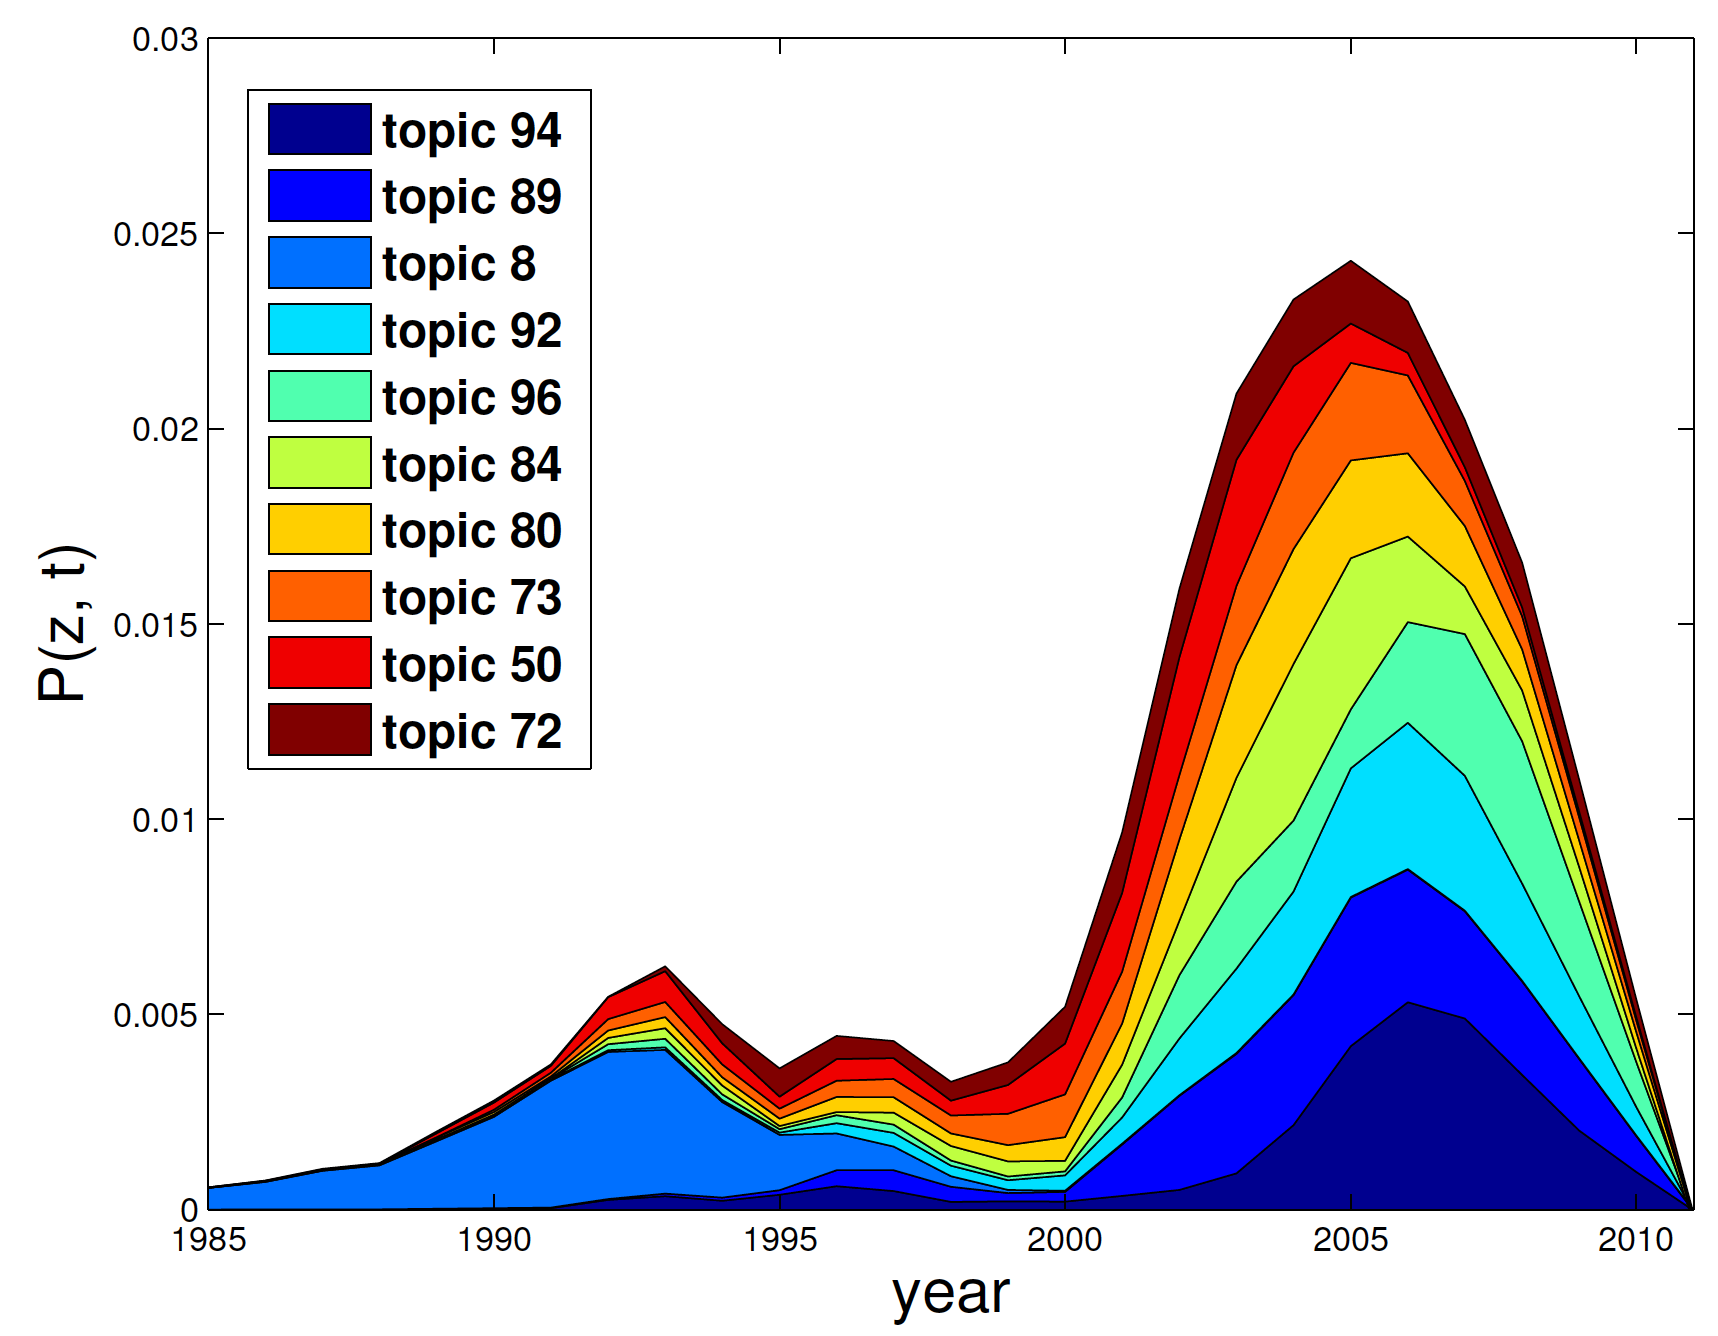 0.03
0.025
0.02
0.015
0.01
0.005
0
P(z, t)
topic 94
topic 89
topic 8
topic 92
topic 96
topic 84
topic 80
topic 73
topic 50
topic 72
1985 1990 1995 2000 2005 2010
year